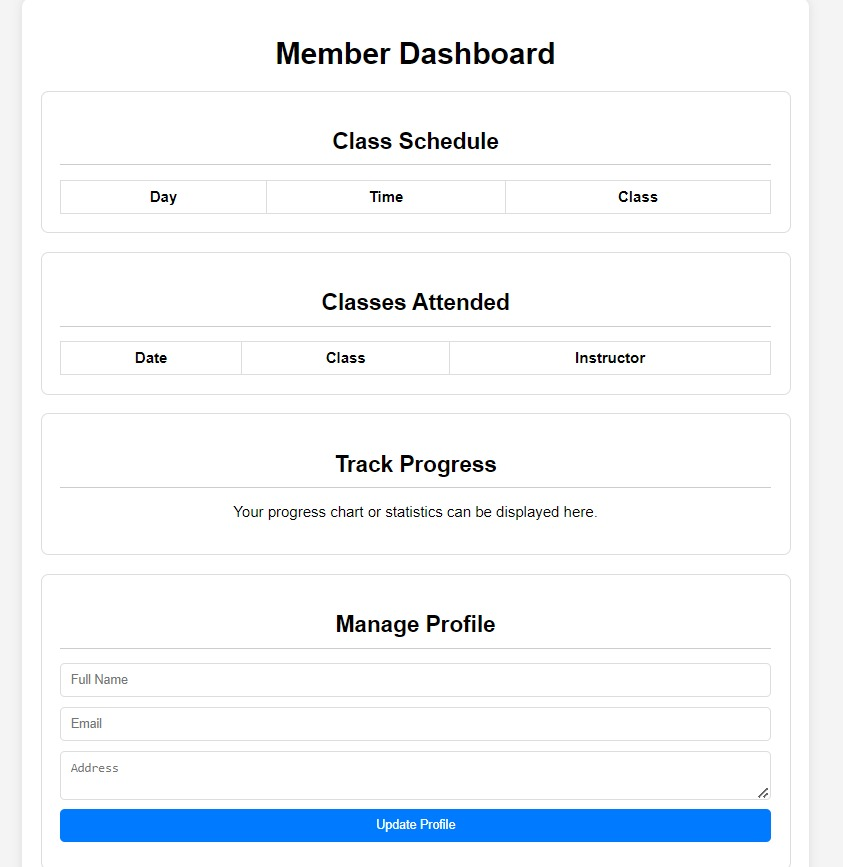 Member Dashboard
Class Schedule
Day Time Class
Classes Attended
Date Class Instructor
Track Progress
Your progress chart or statistics can be displayed here.
Manage Profile
Full Name
Email
Address
Update Profile